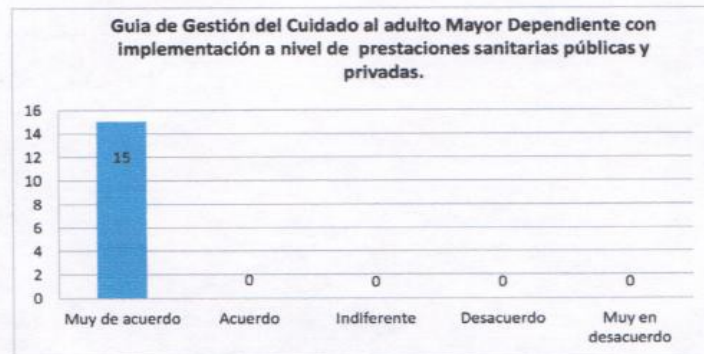 Guia de Gestión del Cuidado al adulto Mayor Dependiente con
implementación a nivel de prestaciones sanitarias públicas y
privadas.
16
14
12
10
8
6
4
2
0
15
0
0
0
0
Muy de acuerdo
Acuerdo
Indiferente
Desacuerdo
Muy en
desacuerdo